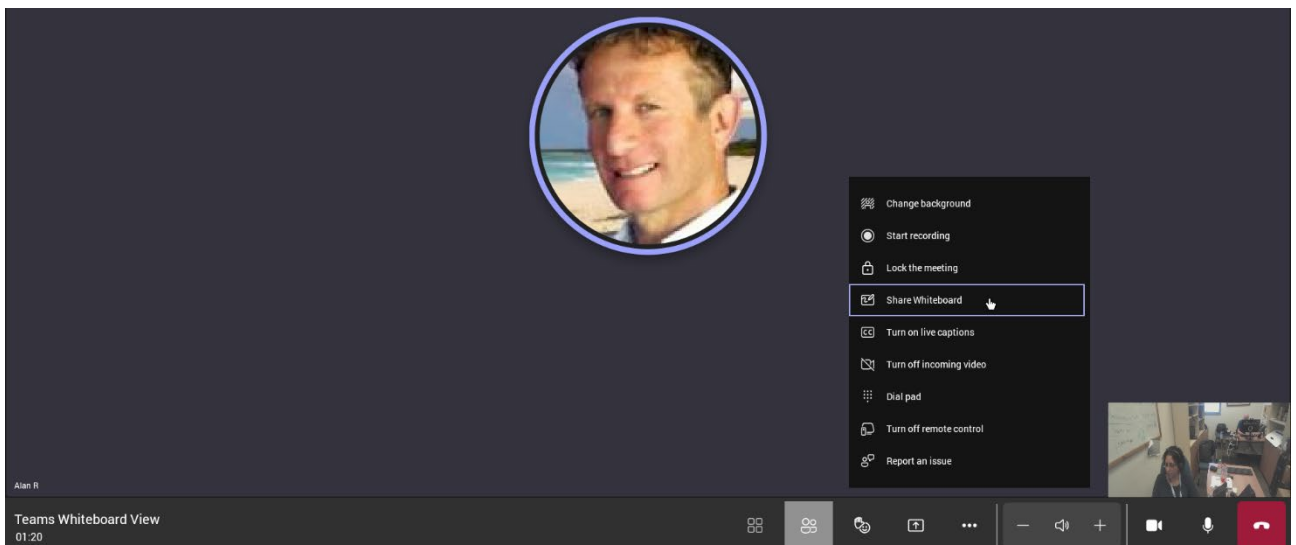 Change background
Start recording
Lock the meeting
Share Whiteboard
CC Turn on live captions
Turn off incoming video
Dial pad
Turn off remote control
Report an issue
Alan R
Teams Whiteboard View
01:20